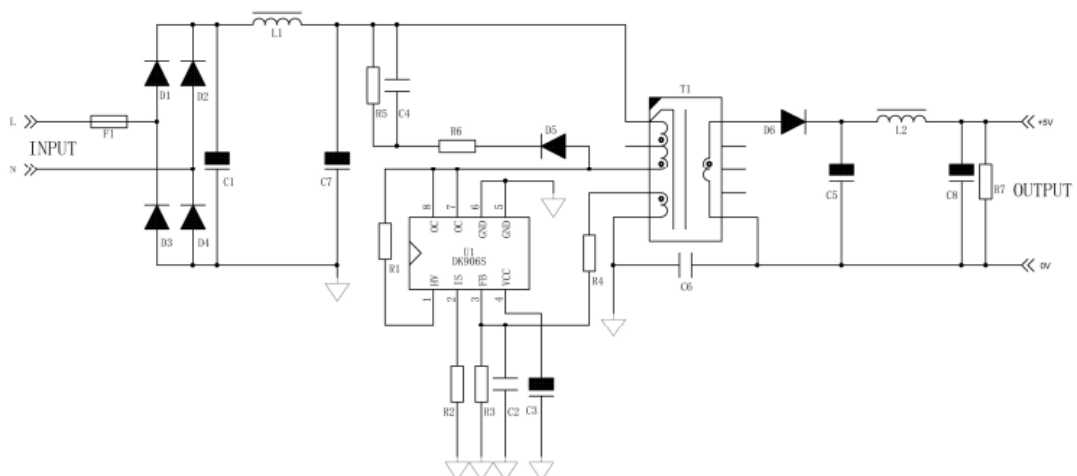 L1
T1
D1
D2
R5
C4
L
F1
R6
D5
D6
L2
+5V
INPUT
N
C1
C7
C5
C8
R7
OUTPUT
8
7
6
5
OC
OC
GND
GND
D3
D4
R1
U1
DK906S
R4
HV
IS
FB
VCC
1
2
3
4
C6
0V
R2
R3
C2
C3